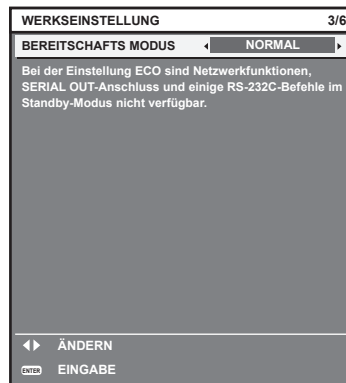 WERKSEINSTELLUNG 3/6
BEREITSCHAFTS MODUS NORMAL
Bei der Einstellung ECO sind Netzwerkfunktionen,
SERIAL OUT-Anschluss und einige RS-232C-Befehle im
Standby-Modus nicht verfügbar.
ÄNDERN
ENTER EINGABE